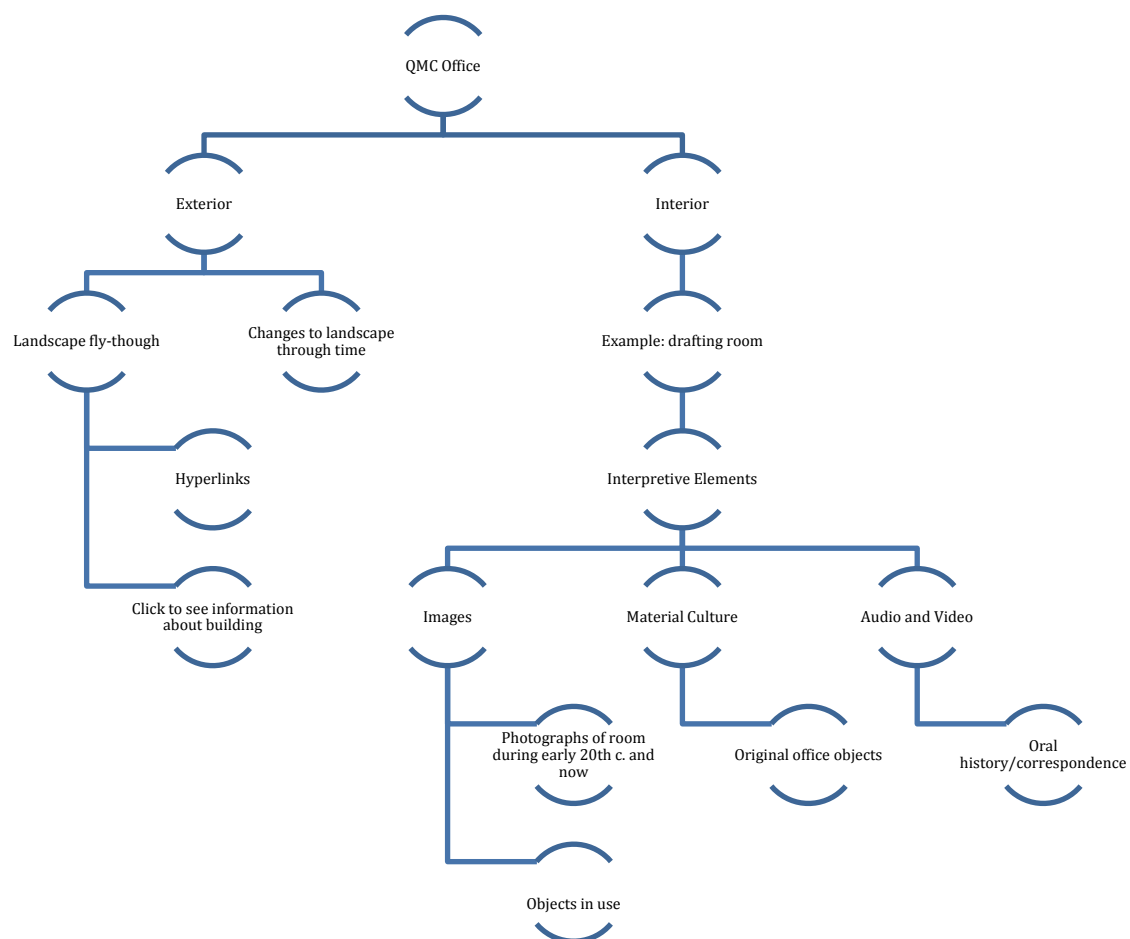 QMC Office
Exterior
Interior
Landscape fly-though
Changes to landscape
through time
Example: drafting room
Hyperlinks
Interpretive Elements
Click to see information
about building
Images
Material Culture
Audio and Video
Photographs of room
during early 20th c. and
now
Original office objects
Oral
history/correspondence
Objects in use